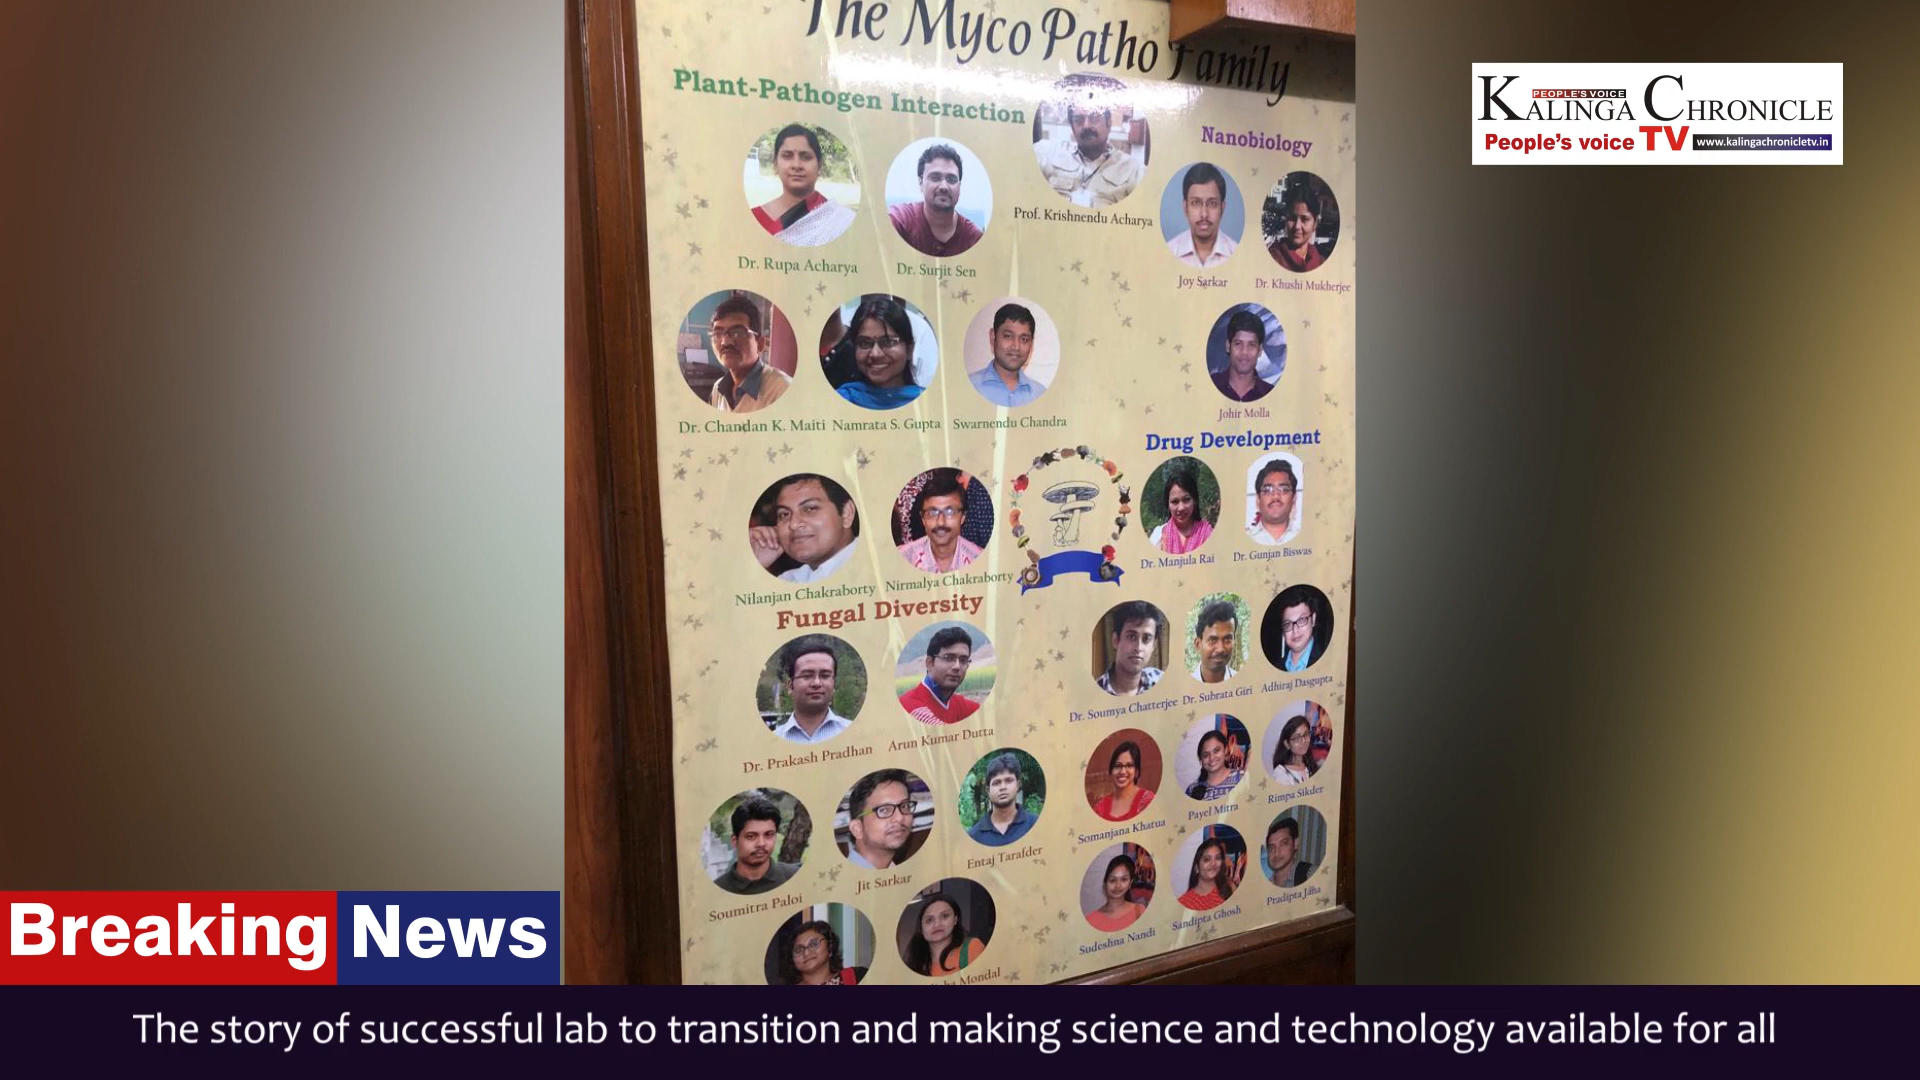 The Myco Patho Family
Plant-Pathogen Interaction
Nanobiology
Prof. Krishnendu Acharya
Dr. Rupa Acharya
Dr. Surjit Sen
Joy Sarkar
Dr. Khushi Mukherjee
Dr. Chandan K. Maiti
Namrata S. Gupta
Swarnendu Chandra
Johir Molla
Drug Development
Dr. Manjula Rai
Dr. Gunjan Biswas
Nilanjan Chakraborty
Nirmalya Chakraborty
Fungal Diversity
Dr. Soumya Chatterjee
Dr. Subrata Giri
Adhiraj Dasgupta
Dr. Prakash Pradhan
Arun Kumar Dutta
Somanjana Khatua
Payel Mitra
Rimpa Sikder
Soumitra Paloi
Jit Sarkar
Entaj Tarafder
Sudeshna Nandi
Sandipta Ghosh
Pradipta Jana
Mondal
KALINGA CHRONICLE
PEOPLE'S VOICE
People's voice TV www.kalingachronicletv.in
Breaking News
The story of successful lab to transition and making science and technology available for all